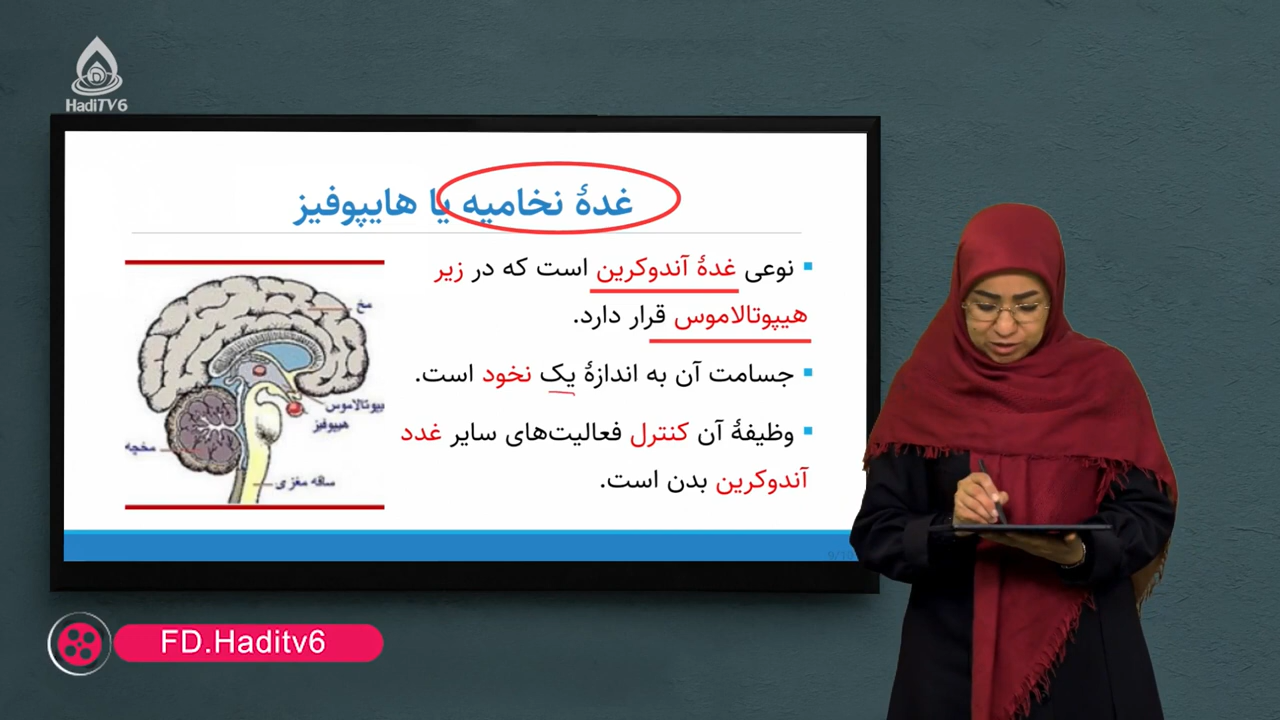 HadiTV6
غدهٔ نخامیه یا هایپوفیز
نوعی غدهٔ آندوکرین است که در زیر
هیپوتالاموس قرار دارد.
جسامت آن به اندازهٔ یک نخود است.
وظیفهٔ آن کنترل فعالیت‌های سایر غدد
آندوکرین بدن است.
مخ
یپوتالاموس
هیپوفیز
مخچه
ساقه مغزی
FD.Haditv6